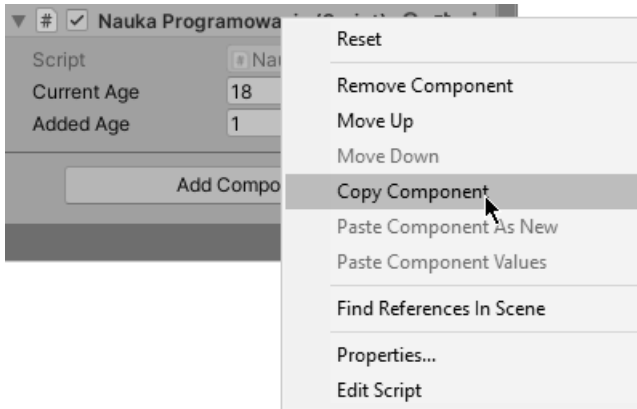 # Nauka Programowa
Script
# Nau
Current Age
18
Added Age
1
Add Compo
Reset
Remove Component
Move Up
Move Down
Copy Component
Paste Component As New
Paste Component Values
Find References In Scene
Properties...
Edit Script